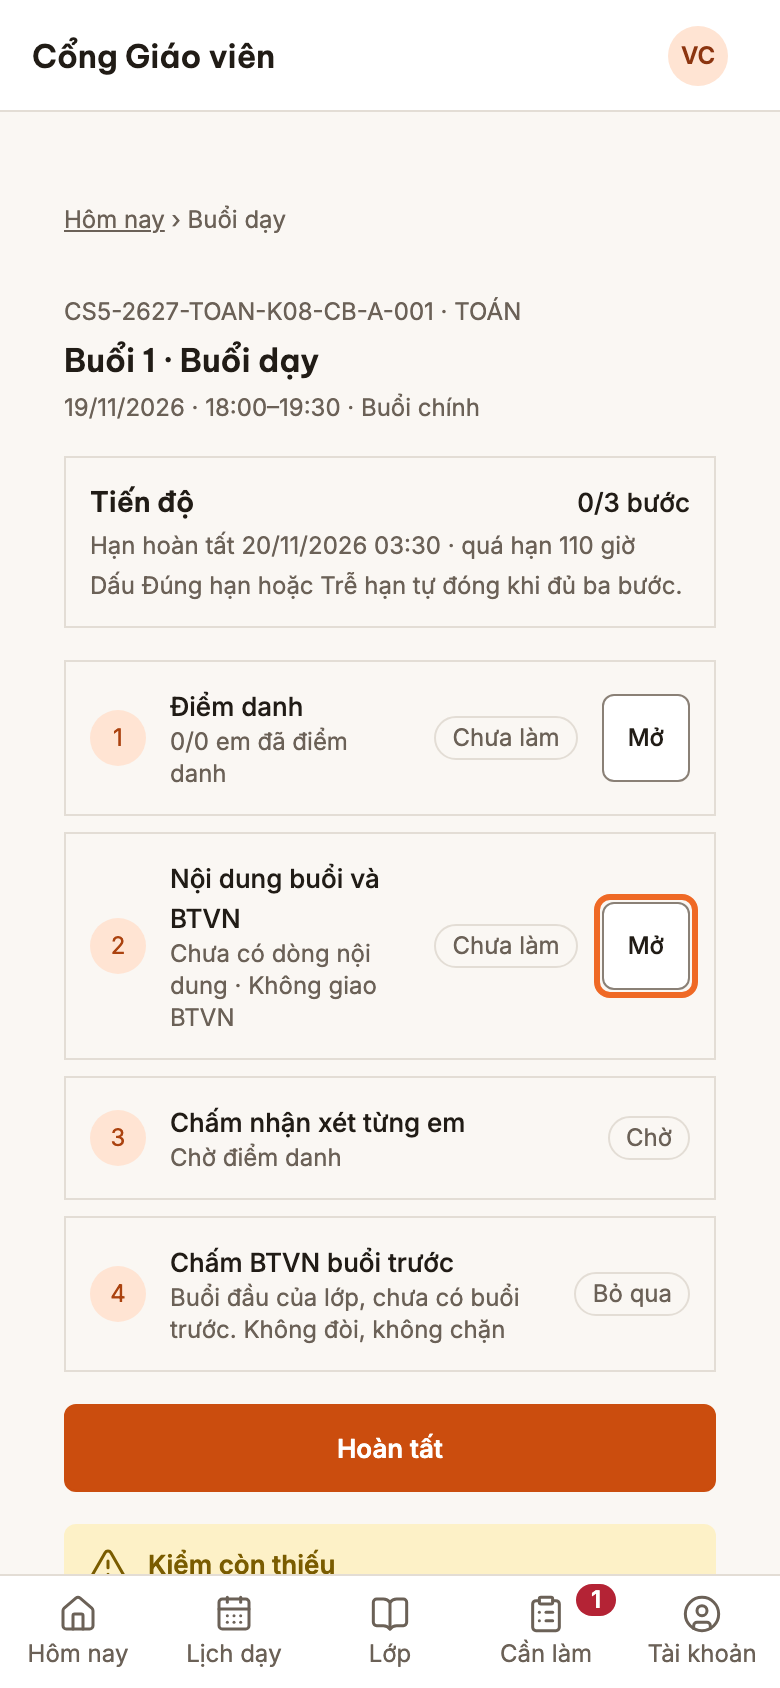 Cổng Giáo viên
VC
Hôm nay › Buổi dạy
CS5-2627-TOAN-K08-CB-A-001 · TOÁN
Buổi 1 · Buổi dạy
19/11/2026 · 18:00–19:30 · Buổi chính
Tiến độ
0/3 bước
Hạn hoàn tất 20/11/2026 03:30 · quá hạn 110 giờ
Dấu Đúng hạn hoặc Trễ hạn tự đóng khi đủ ba bước.
1
Điểm danh
0/0 em đã điểm
danh
Chưa làm
Mở
2
Nội dung buổi và
BTVN
Chưa có dòng nội
dung · Không giao
BTVN
Chưa làm
Mở
3
Chấm nhận xét từng em
Chờ điểm danh
Chờ
4
Chấm BTVN buổi trước
Buổi đầu của lớp, chưa có buổi
trước. Không đòi, không chặn
Bỏ qua
Hoàn tất
Kiểm còn thiếu
Hôm nay
Lịch dạy
Lớp
Cần làm
1
Tài khoản